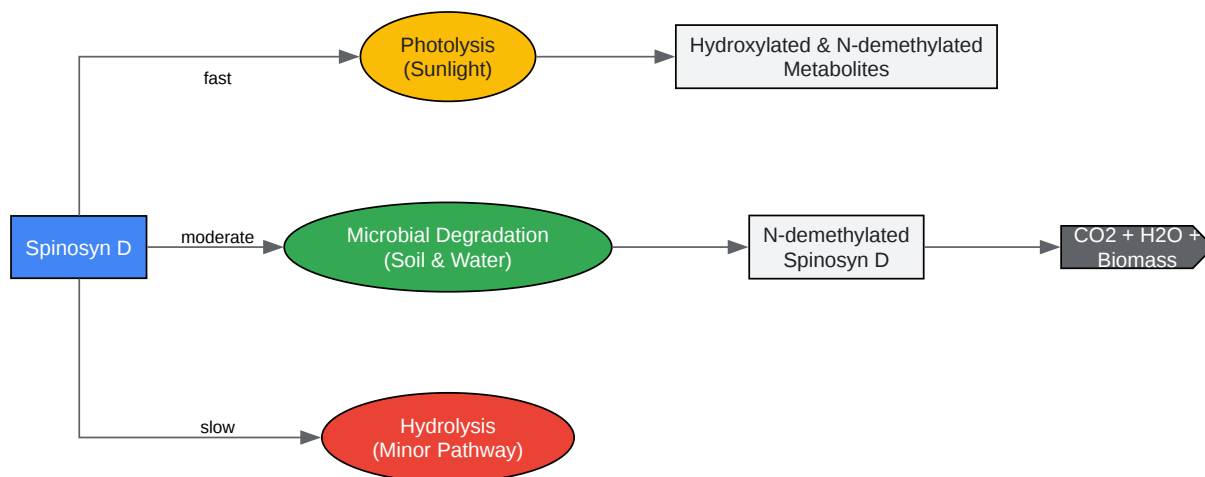 Photolysis
(Sunlight)
Hydroxylated & N-demethylated
Metabolites
fast
Spinosyn D
moderate
Microbial Degradation
(Soil & Water)
N-demethylated
Spinosyn D
CO2 + H2O +
Biomass
slow
Hydrolysis
(Minor Pathway)